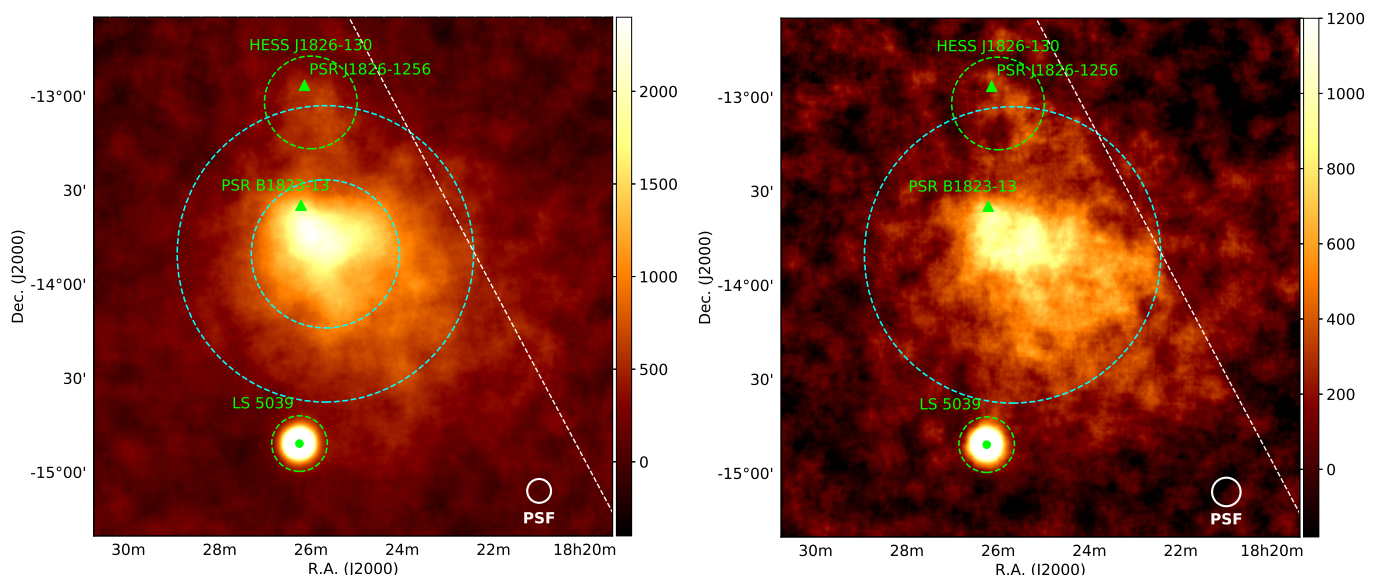 HESS J1826-130
PSR J1826-1256
PSR B1823-13
LS 5039
PSF
Dec. (J2000)
-13°00'
30'
-14°00'
30'
-15°00'
30m
28m
26m
24m
22m
18h20m
R.A. (J2000)
2000
1500
1000
500
0
HESS J1826-130
PSR J1826-1256
PSR B1823-13
LS 5039
PSF
Dec. (J2000)
-13°00'
30'
-14°00'
30'
-15°00'
30m
28m
26m
24m
22m
18h20m
R.A. (J2000)
1200
1000
800
600
400
200
0